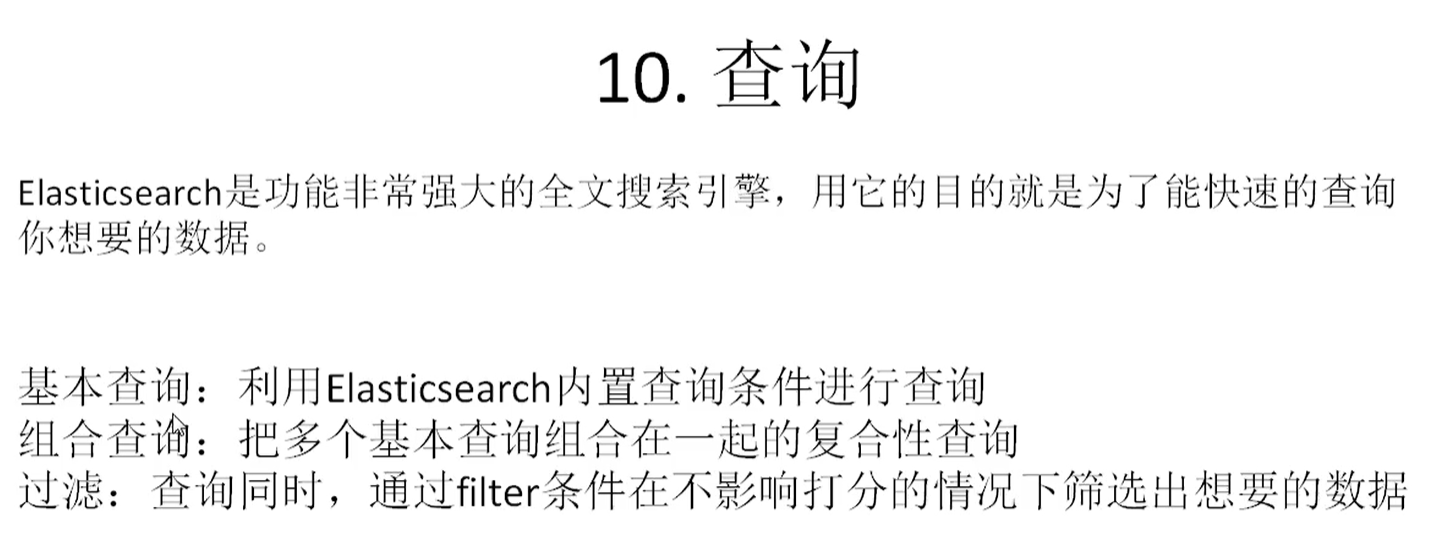 10. 查询
Elasticsearch是功能非常强大的全文搜索引擎，用它的目的就是为了能快速的查询
你想要的数据。
基本查询：利用Elasticsearch内置查询条件进行查询
组合查询：把多个基本查询组合在一起的复合性查询
过滤：查询同时，通过filter条件在不影响打分的情况下筛选出想要的数据